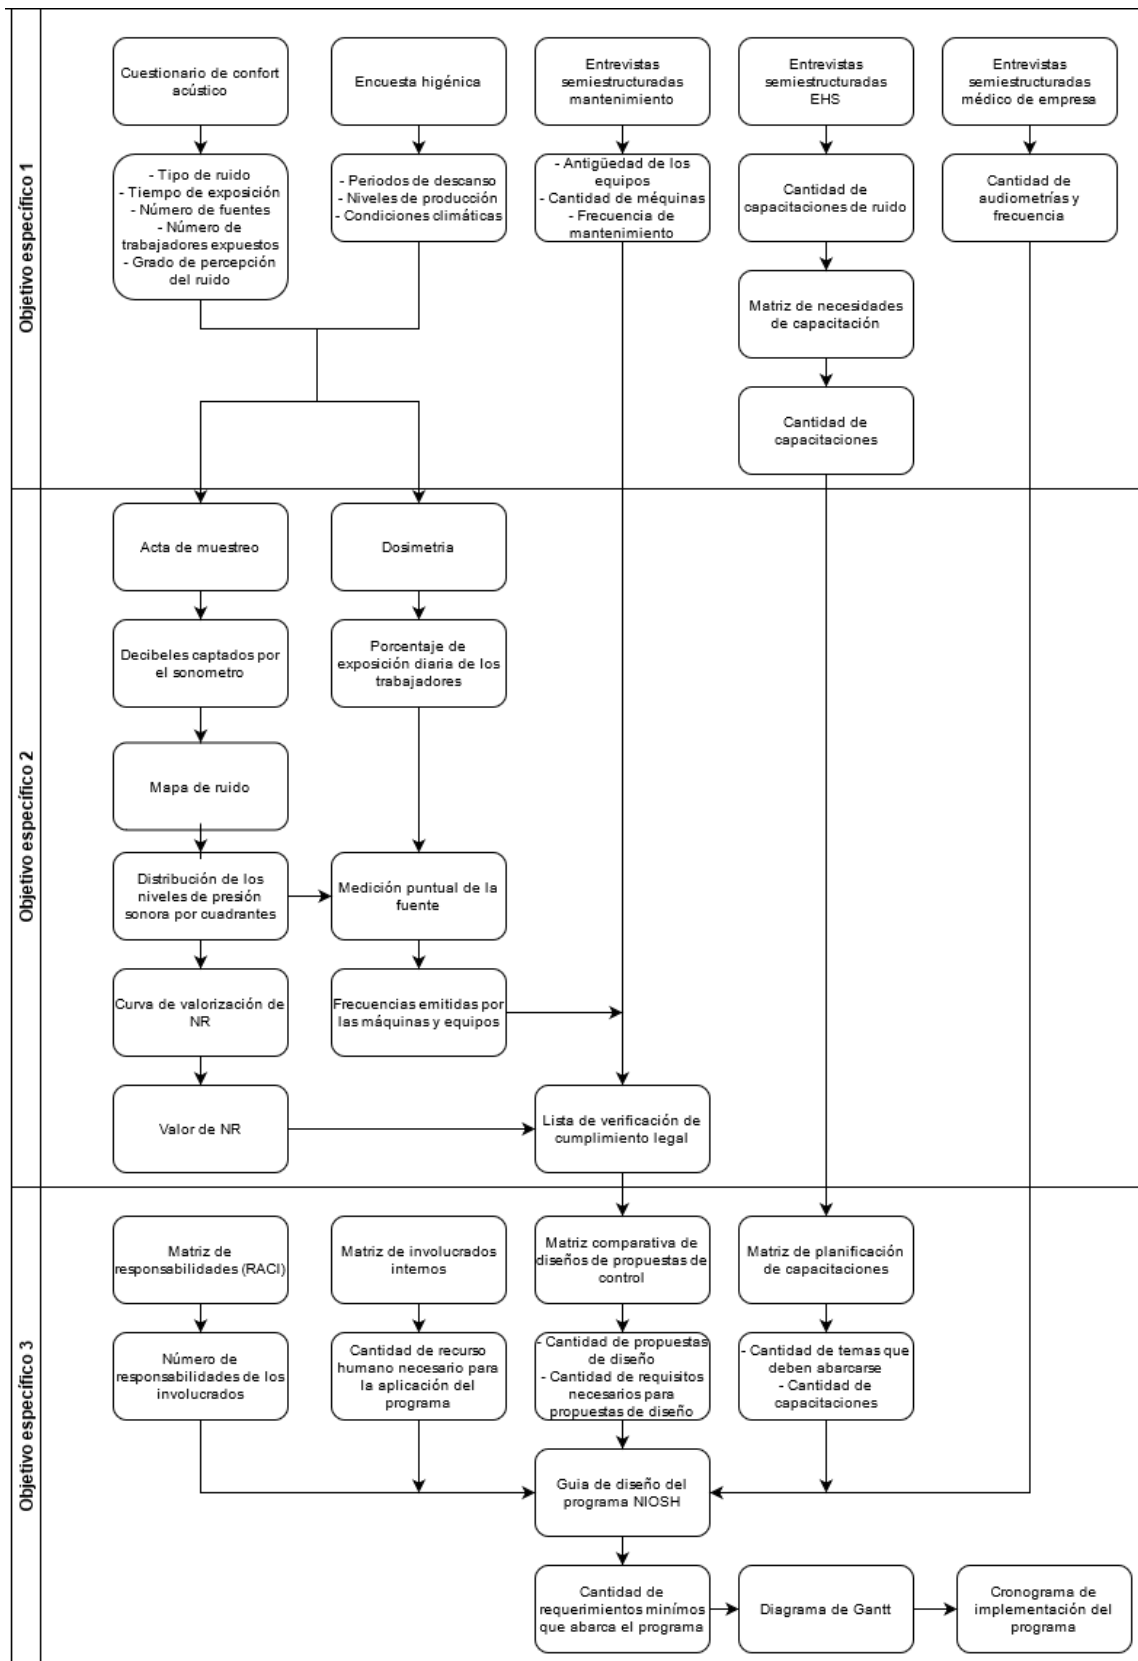 Objetivo específico 1
Cuestionario de confort
acústico
Encuesta higénica
Entrevistas
semiestructuradas
mantenimiento
Entrevistas
semiestructuradas
EHS
Entrevistas
semiestructuradas
médico de empresa
- Tipo de ruido
- Tiempo de exposición
- Número de fuentes
- Número de
trabajadores expuestos
- Grado de percepción
del ruido
- Periodos de descanso
- Niveles de producción
- Condiciones climáticas
- Antigüedad de los
equipos
- Cantidad de méquinas
- Frecuencia de
mantenimiento
Cantidad de
capacitaciones de ruido
Cantidad de
audiometrías y
frecuencia
Matriz de necesidades
de capacitación
Cantidad de
capacitaciones
Objetivo específico 2
Acta de muestreo
Dosimetria
Decibeles captados por
el sonometro
Porcentaje de
exposición diaria de los
trabajadores
Mapa de ruido
Distribución de los
niveles de presión
sonora por cuadrantes
Medición puntual de la
fuente
Curva de valorización de
NR
Frecuencias emitidas por
las máquinas y equipos
Valor de NR
Lista de verificación de
cumplimiento legal
Objetivo específico 3
Matriz de
responsabilidades (RACI)
Matriz de involucrados
internos
Matriz comparativa de
diseños de propuestas de
control
Matriz de planificación
de capacitaciones
Número de
responsabilidades de los
involucrados
Cantidad de recurso
humano necesario para
la aplicación del
programa
- Cantidad de propuestas
de diseño
- Cantidad de requisitos
necesarios para
propuestas de diseño
- Cantidad de temas que
deben abarcarse
- Cantidad de
capacitaciones
Guia de diseño del
programa NIOSH
Cantidad de
requerimientos minímos
que abarca el programa
Diagrama de Gantt
Cronograma de
implementación del
programa